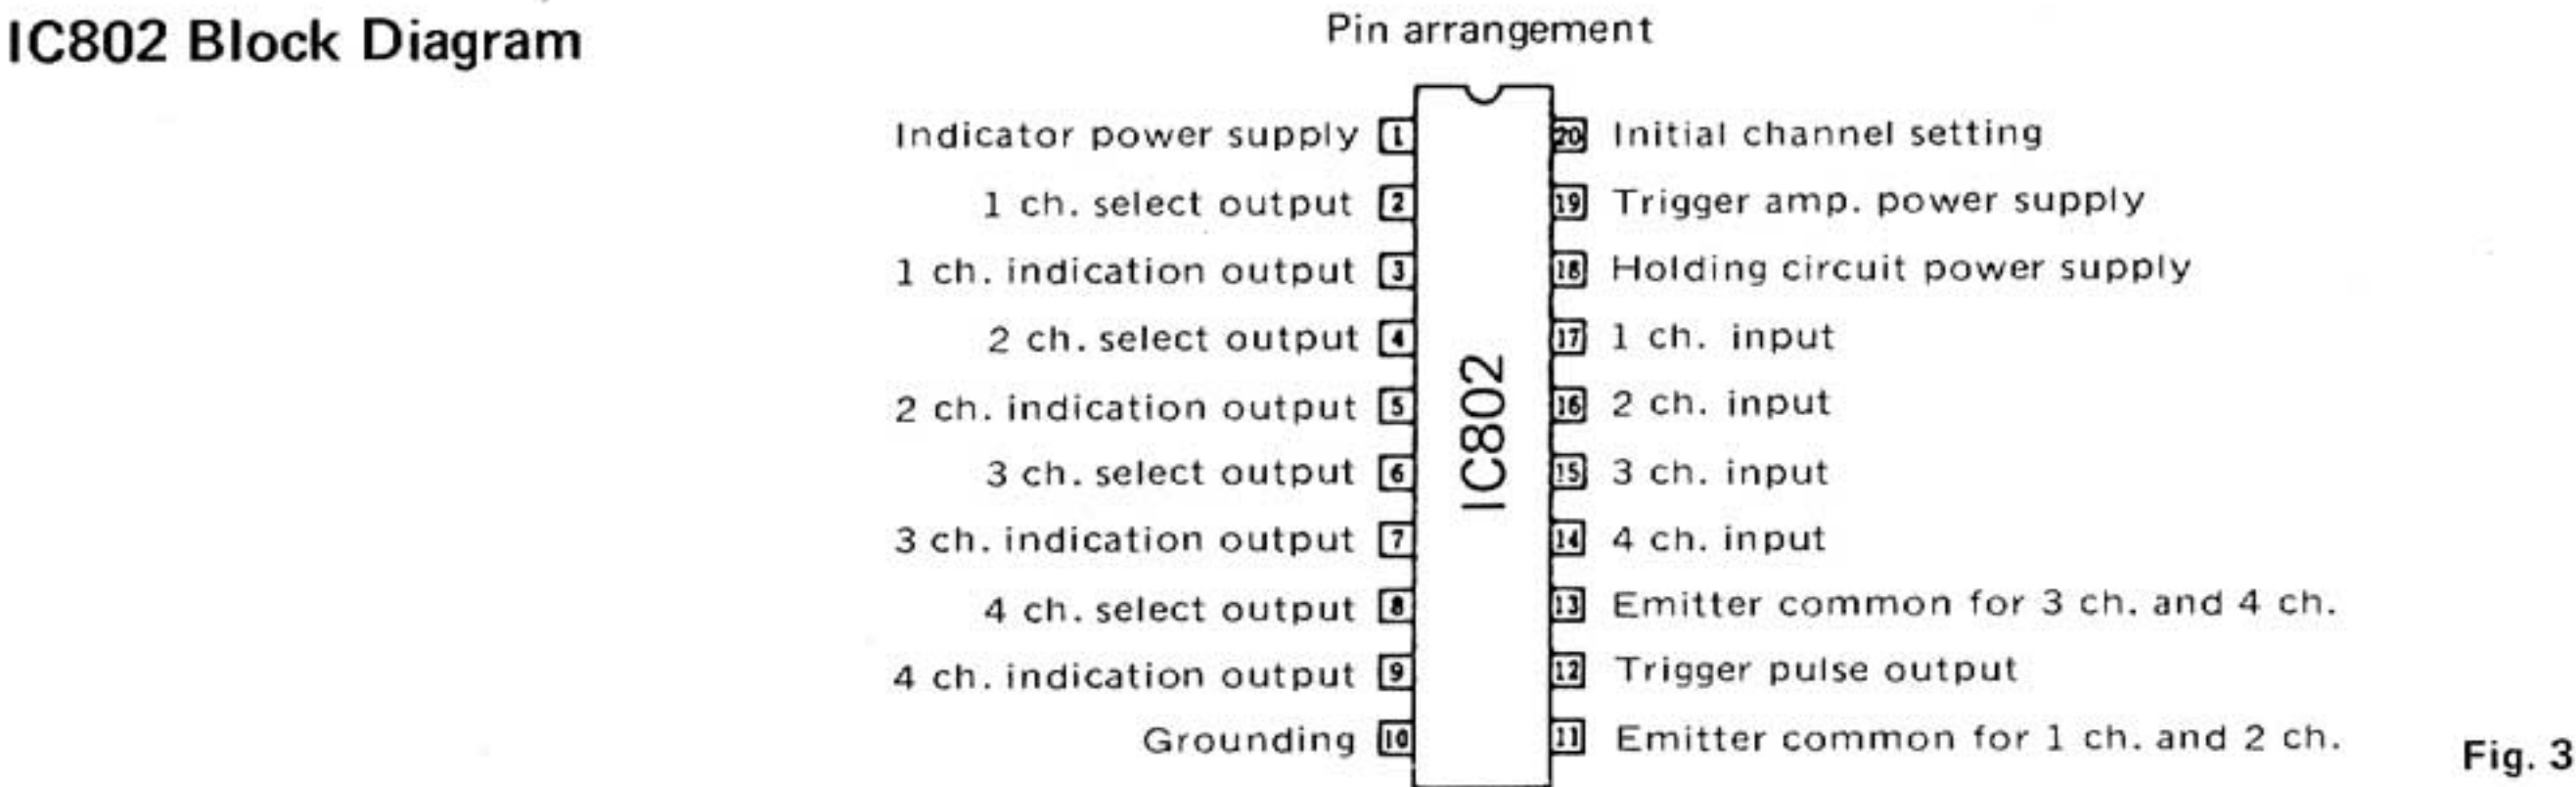 IC802 Block Diagram
Pin arrangement
Indicator power supply 1
1 ch. select output 2
1 ch. indication output 3
2 ch. select output 4
2 ch. indication output 5
3 ch. select output 6
3 ch. indication output 7
4 ch. select output 8
4 ch. indication output 9
Grounding 10
IC802
20 Initial channel setting
19 Trigger amp. power supply
18 Holding circuit power supply
17 1 ch. input
16 2 ch. input
15 3 ch. input
14 4 ch. input
13 Emitter common for 3 ch. and 4 ch.
12 Trigger pulse output
11 Emitter common for 1 ch. and 2 ch.
Fig. 3